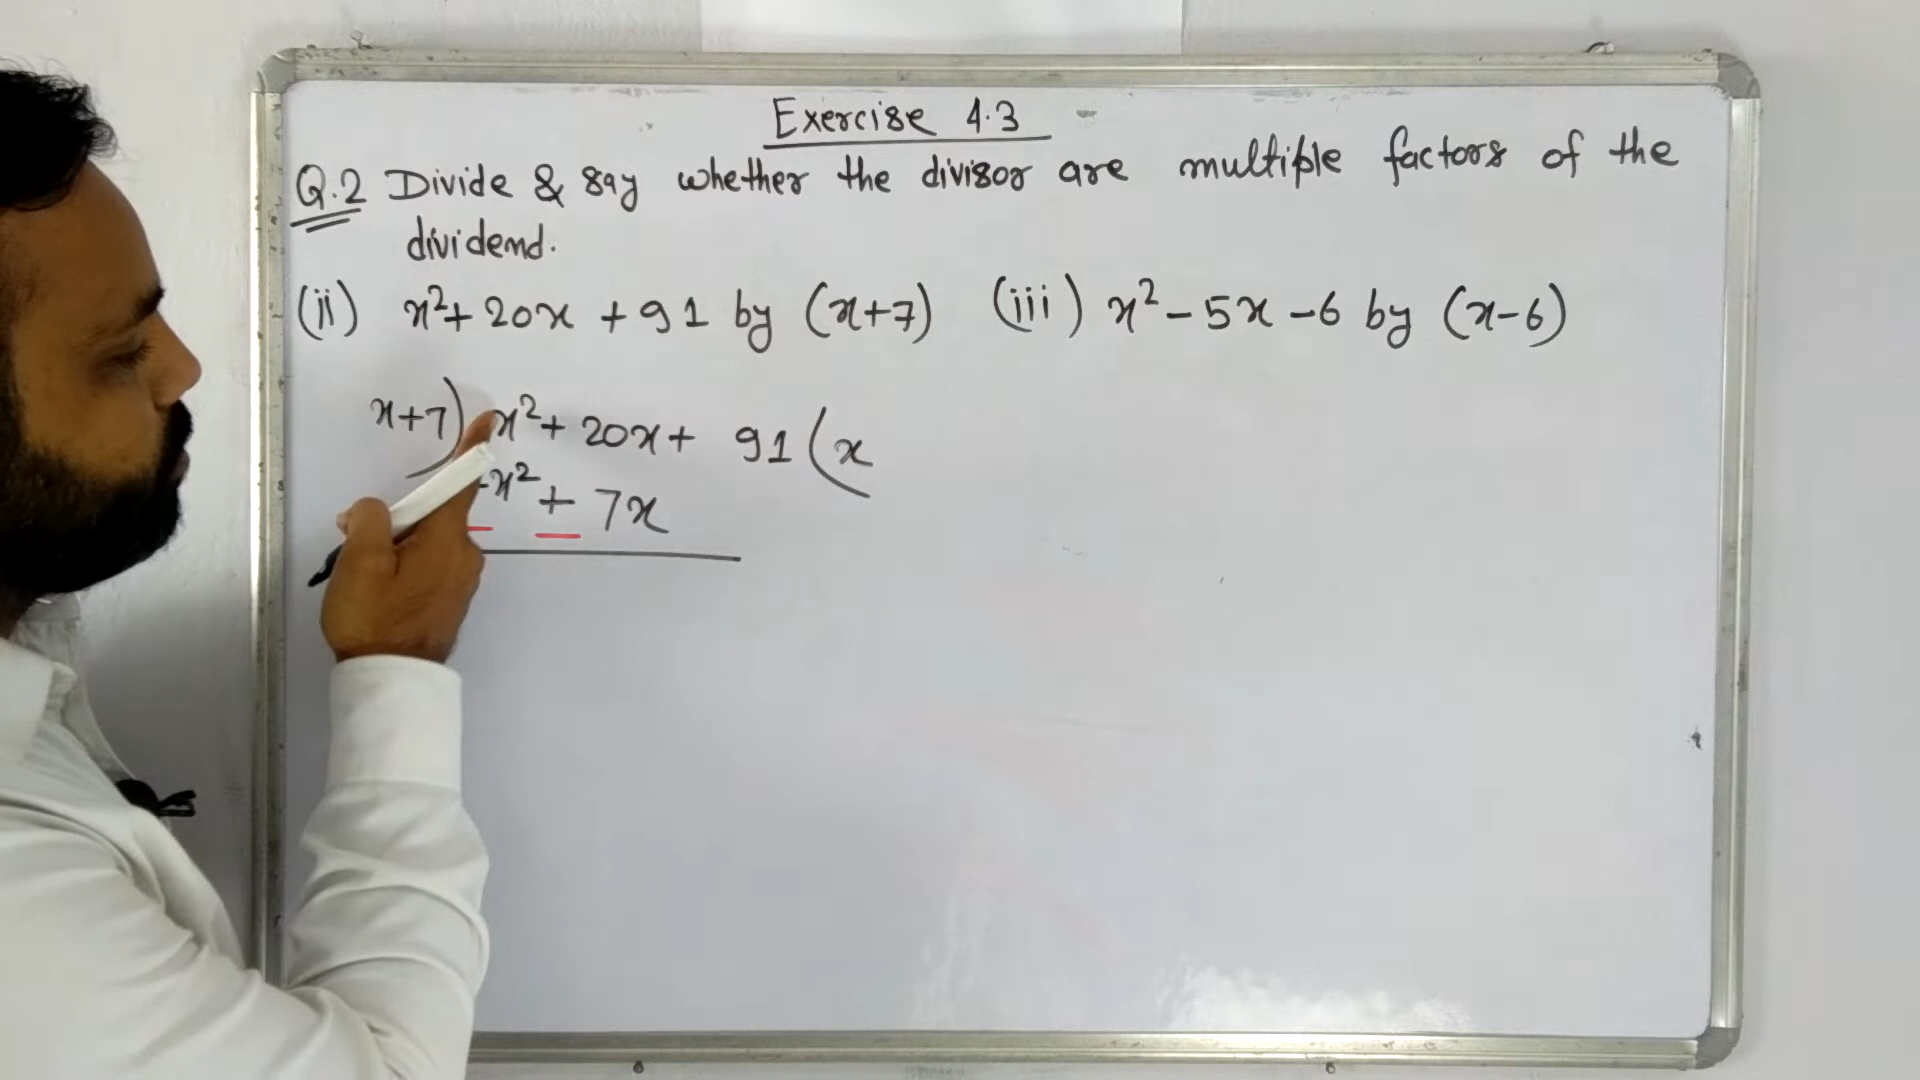 Exercise 4.3
Q.2 Divide & say whether the divisor are multiple factors of the
dividend.
(ii) x²+ 20x + 91 by (x+7) (iii) x² - 5x - 6 by (x-6)
x+7) x²+ 20x + 91 (x
-x² + 7x